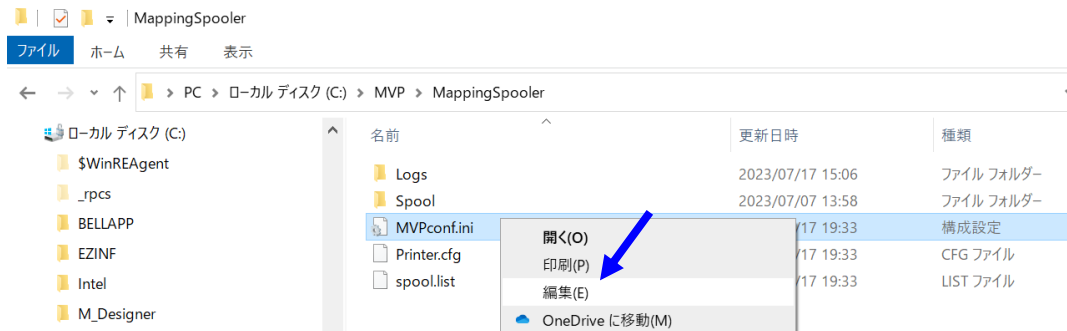 MappingSpooler
ファイル ホーム 共有 表示
PC ローカル ディスク (C:) MVP MappingSpooler
ローカル ディスク (C:)
$WinREAgent
_rpcs
BELLAPP
EZINF
Intel
M_Designer
名前 更新日時 種類
Logs 2023/07/17 15:06 ファイル フォルダー
Spool 2023/07/07 13:58 ファイル フォルダー
MVPconf.ini /17 19:33 構成設定
Printer.cfg /17 19:33 CFG ファイル
spool.list /17 19:33 LIST ファイル
開く(O)
印刷(P)
編集(E)
OneDrive に移動(M)